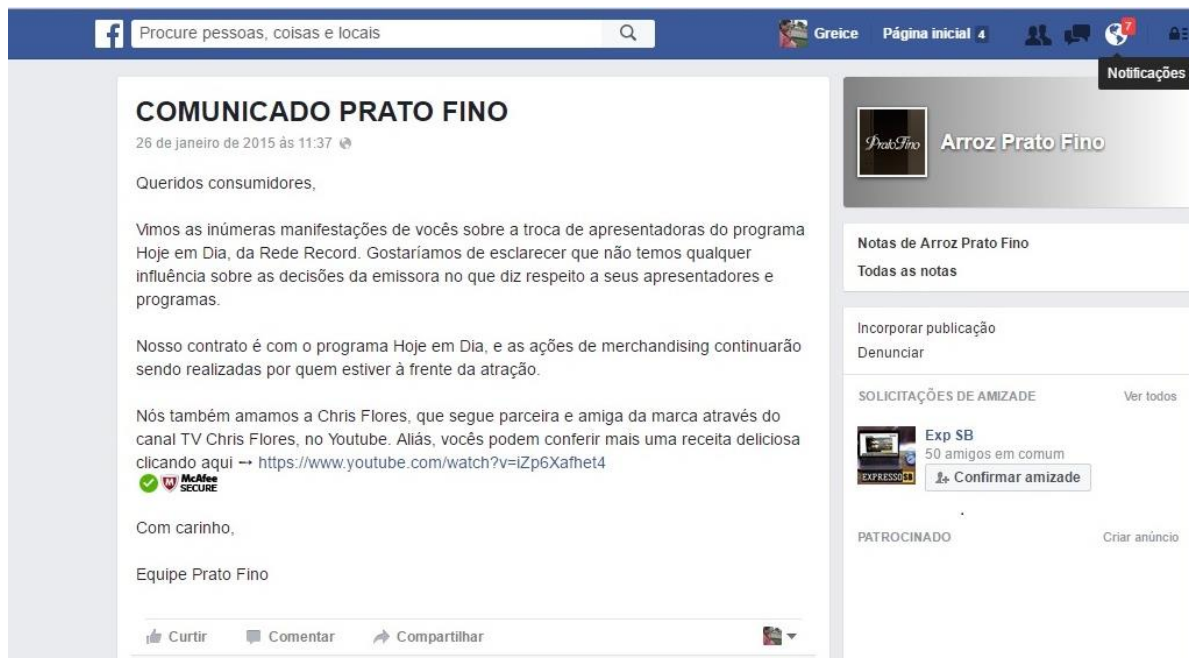 Procure pessoas, coisas e locais
Greice
Página inicial 4
7
Notificações
COMUNICADO PRATO FINO
26 de janeiro de 2015 às 11:37
Queridos consumidores,
Vimos as inúmeras manifestações de vocês sobre a troca de apresentadoras do programa
Hoje em Dia, da Rede Record. Gostaríamos de esclarecer que não temos qualquer
influência sobre as decisões da emissora no que diz respeito a seus apresentadores e
programas.
Nosso contrato é com o programa Hoje em Dia, e as ações de merchandising continuarão
sendo realizadas por quem estiver à frente da atração.
Nós também amamos a Chris Flores, que segue parceira e amiga da marca através do
canal TV Chris Flores, no Youtube. Aliás, vocês podem conferir mais uma receita deliciosa
clicando aqui → https://www.youtube.com/watch?v=iZp6Xafhet4
McAfee
SECURE
Com carinho,
Equipe Prato Fino
Curtir
Comentar
Compartilhar
Prato Fino
Arroz Prato Fino
Notas de Arroz Prato Fino
Todas as notas
Incorporar publicação
Denunciar
SOLICITAÇÕES DE AMIZADE
Ver todos
Exp SB
50 amigos em comum
EXPRESSO SB
Confirmar amizade
PATROCINADO
Criar anúncio